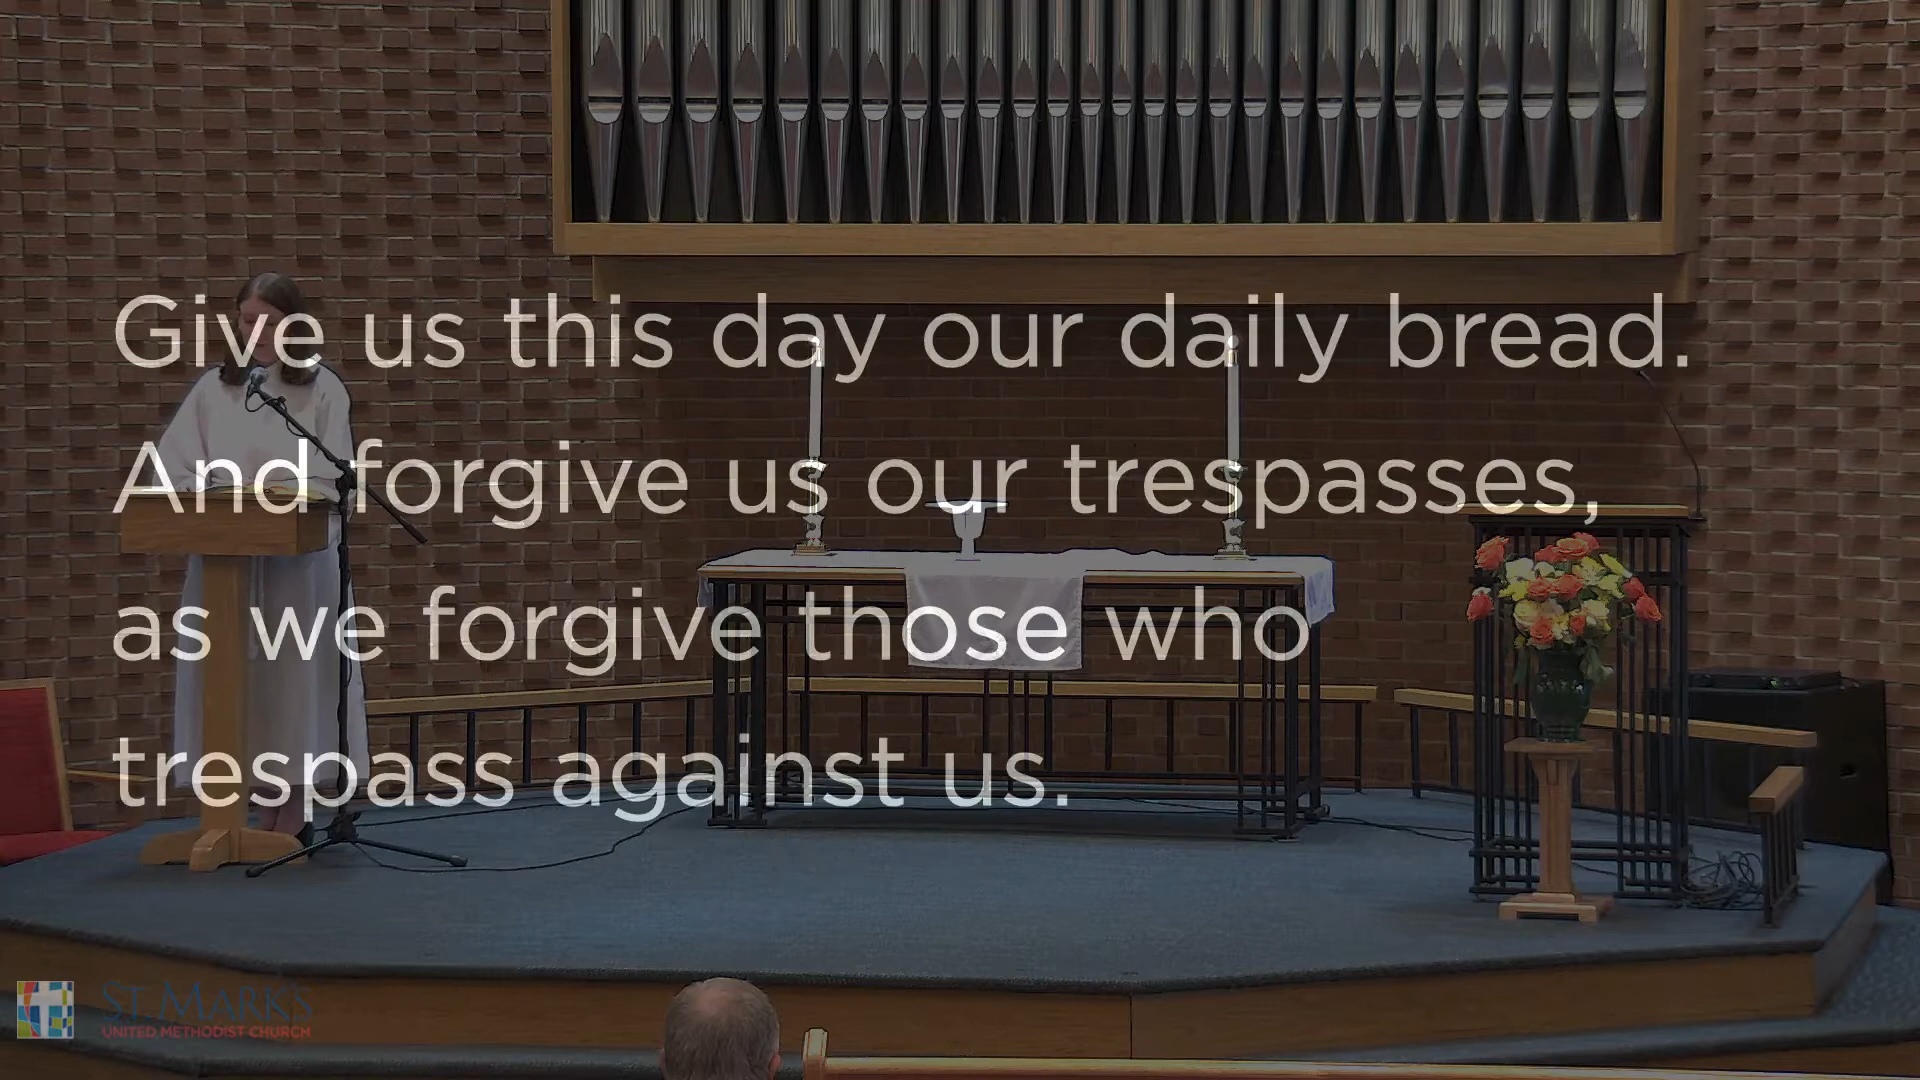 Give us this day our daily bread.
And forgive us our trespasses,
as we forgive those who
trespass against us.
ST. MARK'S
UNITED METHODIST CHURCH